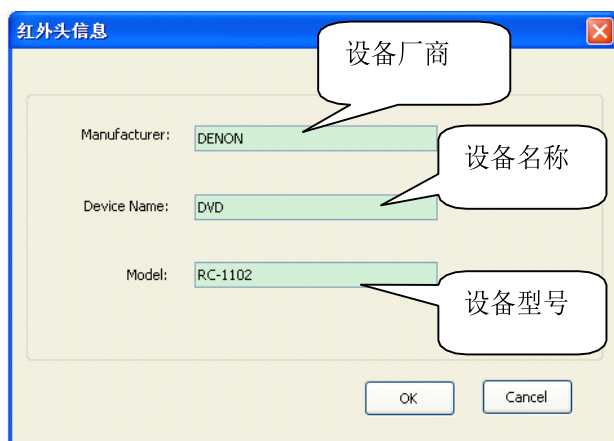 红外头信息
设备厂商
Manufacturer: DENON
设备名称
Device Name: DVD
Model: RC-1102
设备型号
OK Cancel